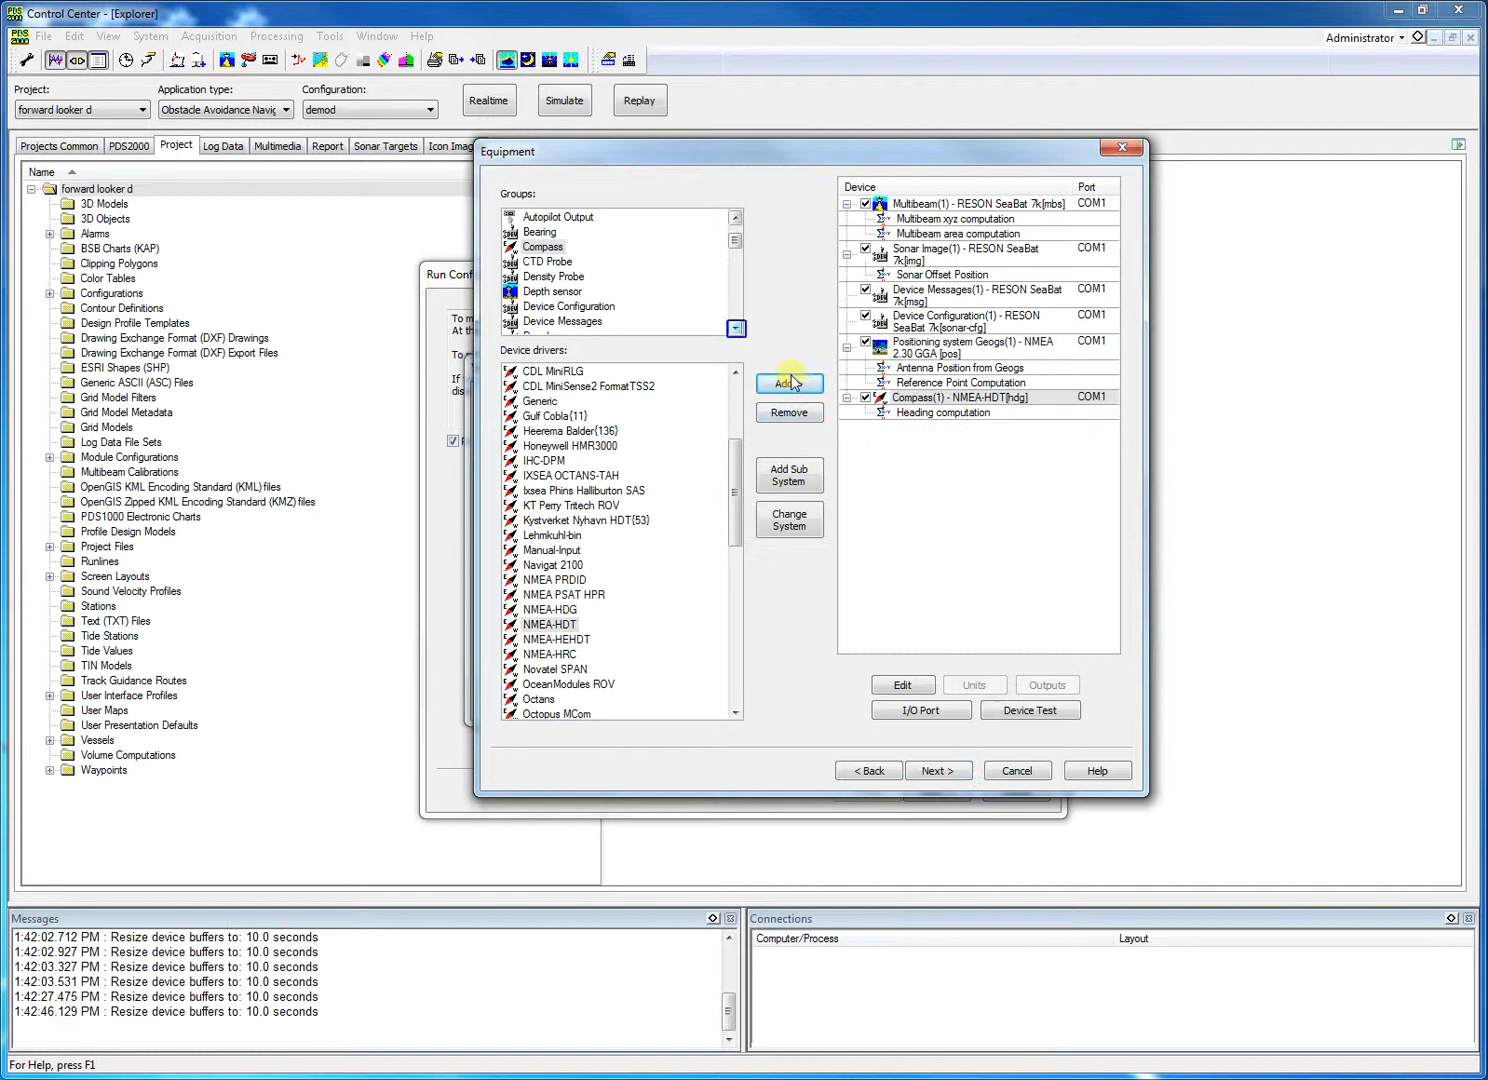 Control Center - [Explorer]
File Edit View System Acquisition Processing Tools Window Help
Administrator
Project:
Application type:
Configuration:
forward looker d
Obstacle Avoidance Navig
demod
Realtime
Simulate
Replay
Projects Common
PDS2000
Project
Log Data
Multimedia
Report
Sonar Targets
Icon Imag
Name
forward looker d
3D Models
3D Objects
Alarms
BSB Charts (KAP)
Clipping Polygons
Color Tables
Configurations
Contour Definitions
Design Profile Templates
Drawing Exchange Format (DXF) Drawings
Drawing Exchange Format (DXF) Export Files
ESRI Shapes (SHP)
Generic ASCII (ASC) Files
Grid Model Filters
Grid Model Metadata
Grid Models
Log Data File Sets
Module Configurations
Multibeam Calibrations
OpenGIS KML Encoding Standard (KML)files
OpenGIS Zipped KML Encoding Standard (KMZ)files
PDS1000 Electronic Charts
Profile Design Models
Project Files
Runlines
Screen Layouts
Sound Velocity Profiles
Stations
Text (TXT) Files
Tide Stations
Tide Values
TIN Models
Track Guidance Routes
User Interface Profiles
User Maps
User Presentation Defaults
Vessels
Volume Computations
Waypoints
Run Conf
To m
At th
To
If y
dis
Equipment
Groups:
Autopilot Output
Bearing
Compass
CTD Probe
Density Probe
Depth sensor
Device Configuration
Device Messages
Device drivers:
CDL MiniRLG
CDL MiniSense2 FormatTSS2
Generic
Gulf Cobla{11}
Heerema Balder{136}
Honeywell HMR3000
IHC-DPM
IXSEA OCTANS-TAH
Ixsea Phins Halliburton SAS
KT Perry Tritech ROV
Kystverket Nyhavn HDT{53}
Lehmkuhl-bin
Manual-Input
Navigat 2100
NMEA PRDID
NMEA PSAT HPR
NMEA-HDG
NMEA-HDT
NMEA-HEHDT
NMEA-HRC
Novatel SPAN
OceanModules ROV
Octans
Octopus MCom
Add
Remove
Add Sub
System
Change
System
Device
Port
Multibeam(1) - RESON SeaBat 7k[mbs] COM1
Multibeam xyz computation
Multibeam area computation
Sonar Image(1) - RESON SeaBat COM1
7k[img]
Sonar Offset Position
Device Messages(1) - RESON SeaBat COM1
7k[msg]
Device Configuration(1) - RESON COM1
SeaBat 7k[sonar-cfg]
Positioning system Geogs(1) - NMEA COM1
2.30 GGA [pos]
Antenna Position from Geogs
Reference Point Computation
Compass(1) - NMEA-HDT[hdg] COM1
Heading computation
Edit
Units
Outputs
I/O Port
Device Test
< Back
Next >
Cancel
Help
Messages
1:42:02.712 PM : Resize device buffers to: 10.0 seconds
1:42:02.927 PM : Resize device buffers to: 10.0 seconds
1:42:03.327 PM : Resize device buffers to: 10.0 seconds
1:42:03.531 PM : Resize device buffers to: 10.0 seconds
1:42:27.475 PM : Resize device buffers to: 10.0 seconds
1:42:46.129 PM : Resize device buffers to: 10.0 seconds
Connections
Computer/Process
Layout
For Help, press F1